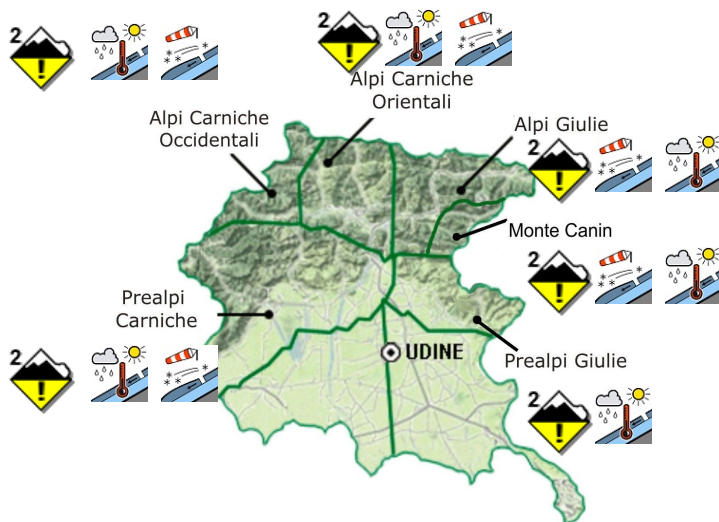 2
2
Alpi Carniche
Orientali
Alpi Carniche
Occidentali
Alpi Giulie
2
Monte Canin
2
Prealpi
Carniche
2
UDINE
Prealpi Giulie
2